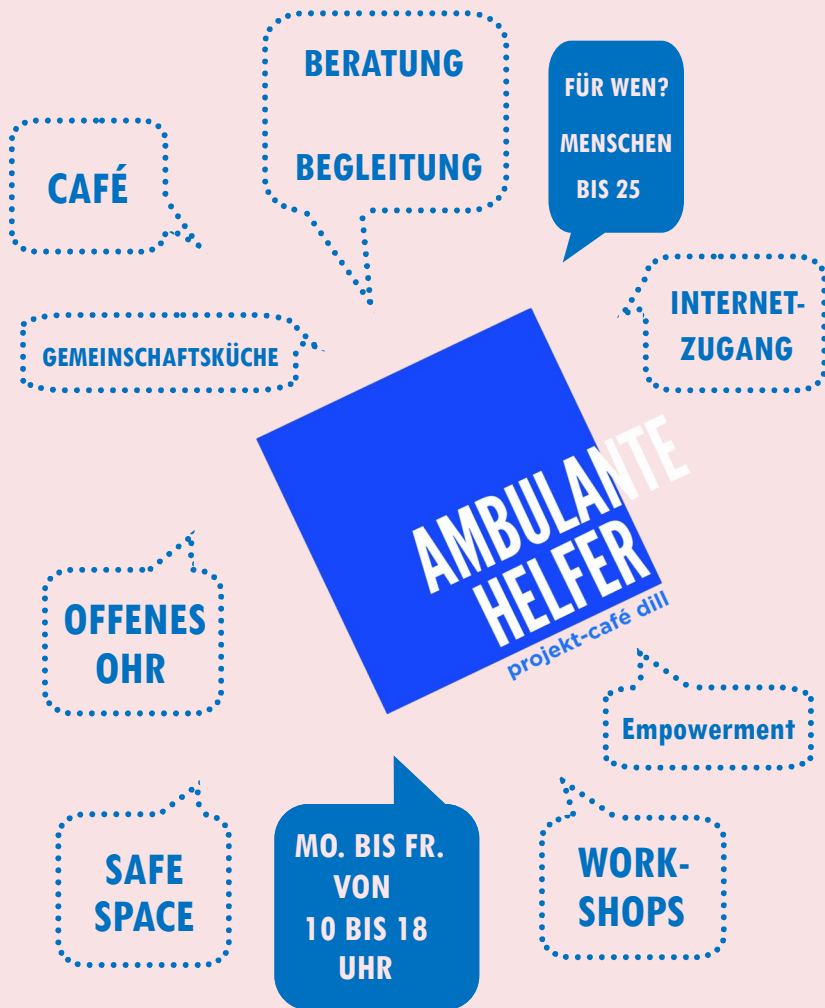 BERATUNG
BEGLEITUNG
FÜR WEN?
MENSCHEN
BIS 25
CAFÉ
INTERNET-
ZUGANG
GEMEINSCHAFTSKÜCHE
AMBULANTE
HELFER
projekt-café dill
OFFENES
OHR
Empowerment
SAFE
SPACE
MO. BIS FR.
VON
10 BIS 18
UHR
WORK-
SHOPS